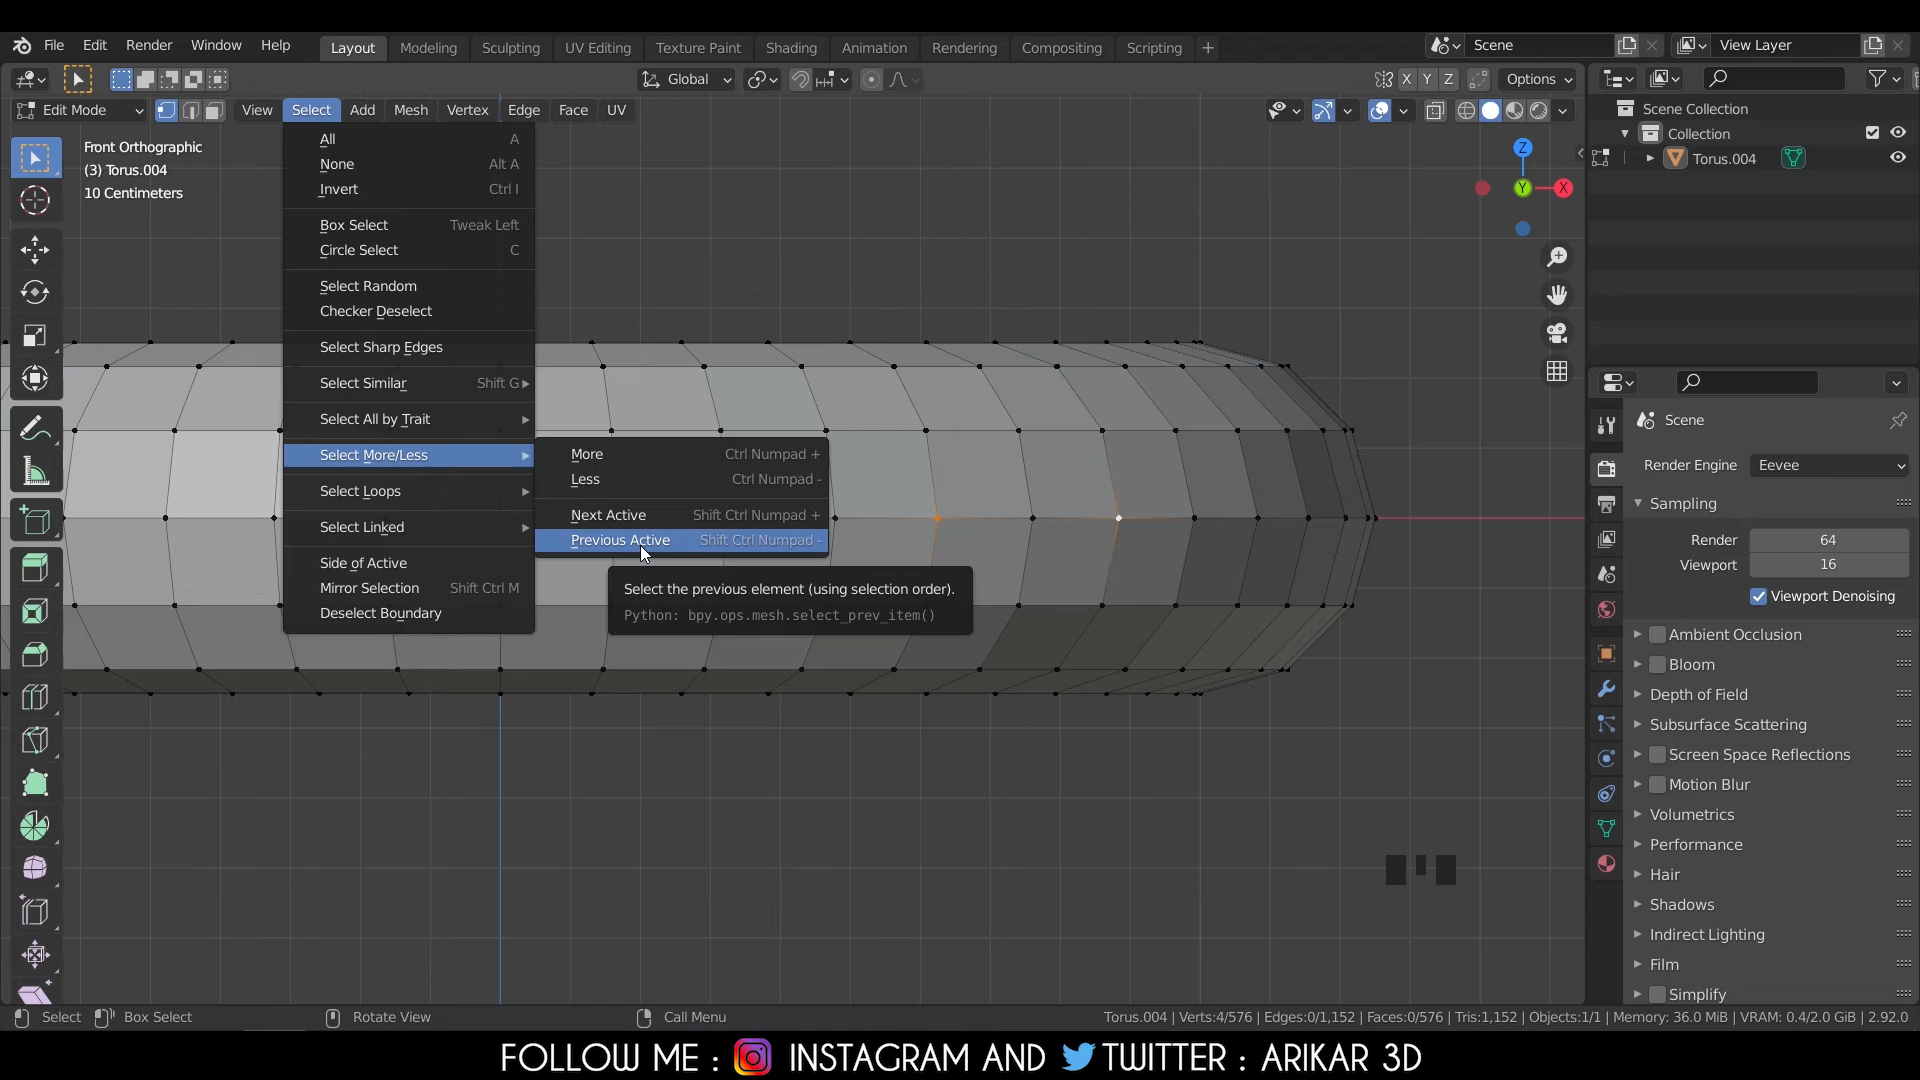 File Edit Render Window Help Layout Modeling Sculpting UV Editing Texture Paint Shading Animation Rendering Compositing Scripting + Scene View Layer
Global X Y Z Options
Edit Mode View Select Add Mesh Vertex Edge Face UV
Front Orthographic
(3) Torus.004
10 Centimeters
All A
None Alt A
Invert Ctrl I
Box Select Tweak Left
Circle Select C
Select Random
Checker Deselect
Select Sharp Edges
Select Similar Shift G
Select All by Trait
Select More/Less
Select Loops
Select Linked
Side of Active
Mirror Selection Shift Ctrl M
Deselect Boundary
More Ctrl Numpad +
Less Ctrl Numpad -
Next Active Shift Ctrl Numpad +
Previous Active Shift Ctrl Numpad -
Select the previous element (using selection order).
Python: bpy.ops.mesh.select_prev_item()
Z
Y
X
Scene Collection
Collection
Torus.004
Scene
Render Engine Eevee
Sampling
Render 64
Viewport 16
Viewport Denoising
Ambient Occlusion
Bloom
Depth of Field
Subsurface Scattering
Screen Space Reflections
Motion Blur
Volumetrics
Performance
Hair
Shadows
Indirect Lighting
Film
Simplify
Select Box Select Rotate View Call Menu Torus.004 | Verts:4/576 | Edges:0/1,152 | Faces:0/576 | Tris:1,152 | Objects:1/1 | Memory: 36.0 MiB | VRAM: 0.4/2.0 GiB | 2.92.0
FOLLOW ME : INSTAGRAM AND TWITTER : ARIKAR 3D